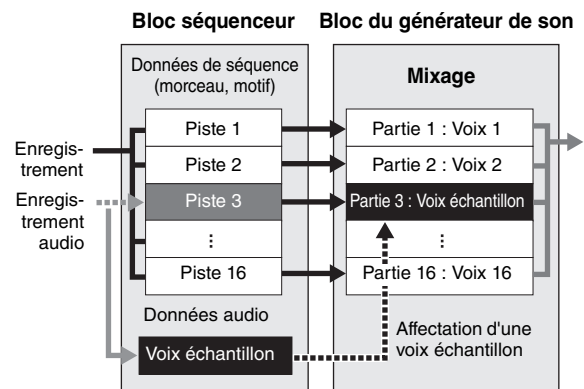 Bloc séquenceur
Bloc du générateur de son
Données de séquence
(morceau, motif)
Mixage
Enregis-
trement
Enregis-
trement
audio
Piste 1
Partie 1 : Voix 1
Piste 2
Partie 2 : Voix 2
Piste 3
Partie 3 : Voix échantillon
⋮
⋮
Piste 16
Partie 16 : Voix 16
Données audio
Voix échantillon
Affectation d'une
voix échantillon